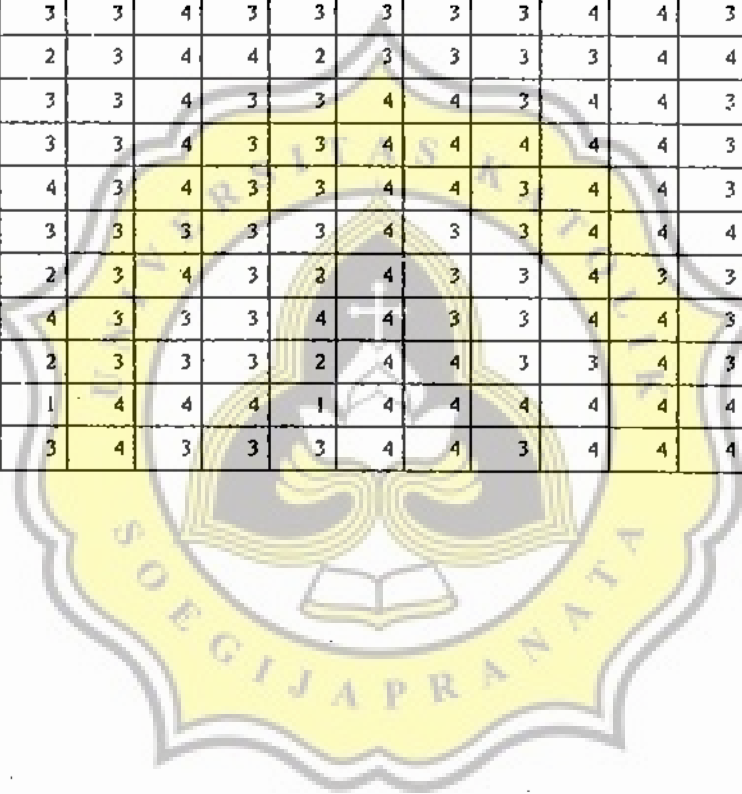 3 3 4 3 3 3 3 3 4 4 3
2 3 4 4 2 3 3 3 3 4 4
3 3 4 3 3 4 4 3 4 4 3
3 3 4 3 3 4 4 4 4 4 3
4 3 4 3 3 4 4 3 4 4 3
3 3 3 3 3 4 3 3 4 4 4
2 3 4 3 2 4 3 3 4 3 3
4 3 3 3 4 4 3 3 4 4 3
2 3 3 3 2 4 4 3 3 4 3
1 4 4 4 1 4 4 4 4 4 4
3 4 3 3 3 4 4 3 4 4 4
UNIVERSITAS KATOLIK
SOEGIJAPRANATA